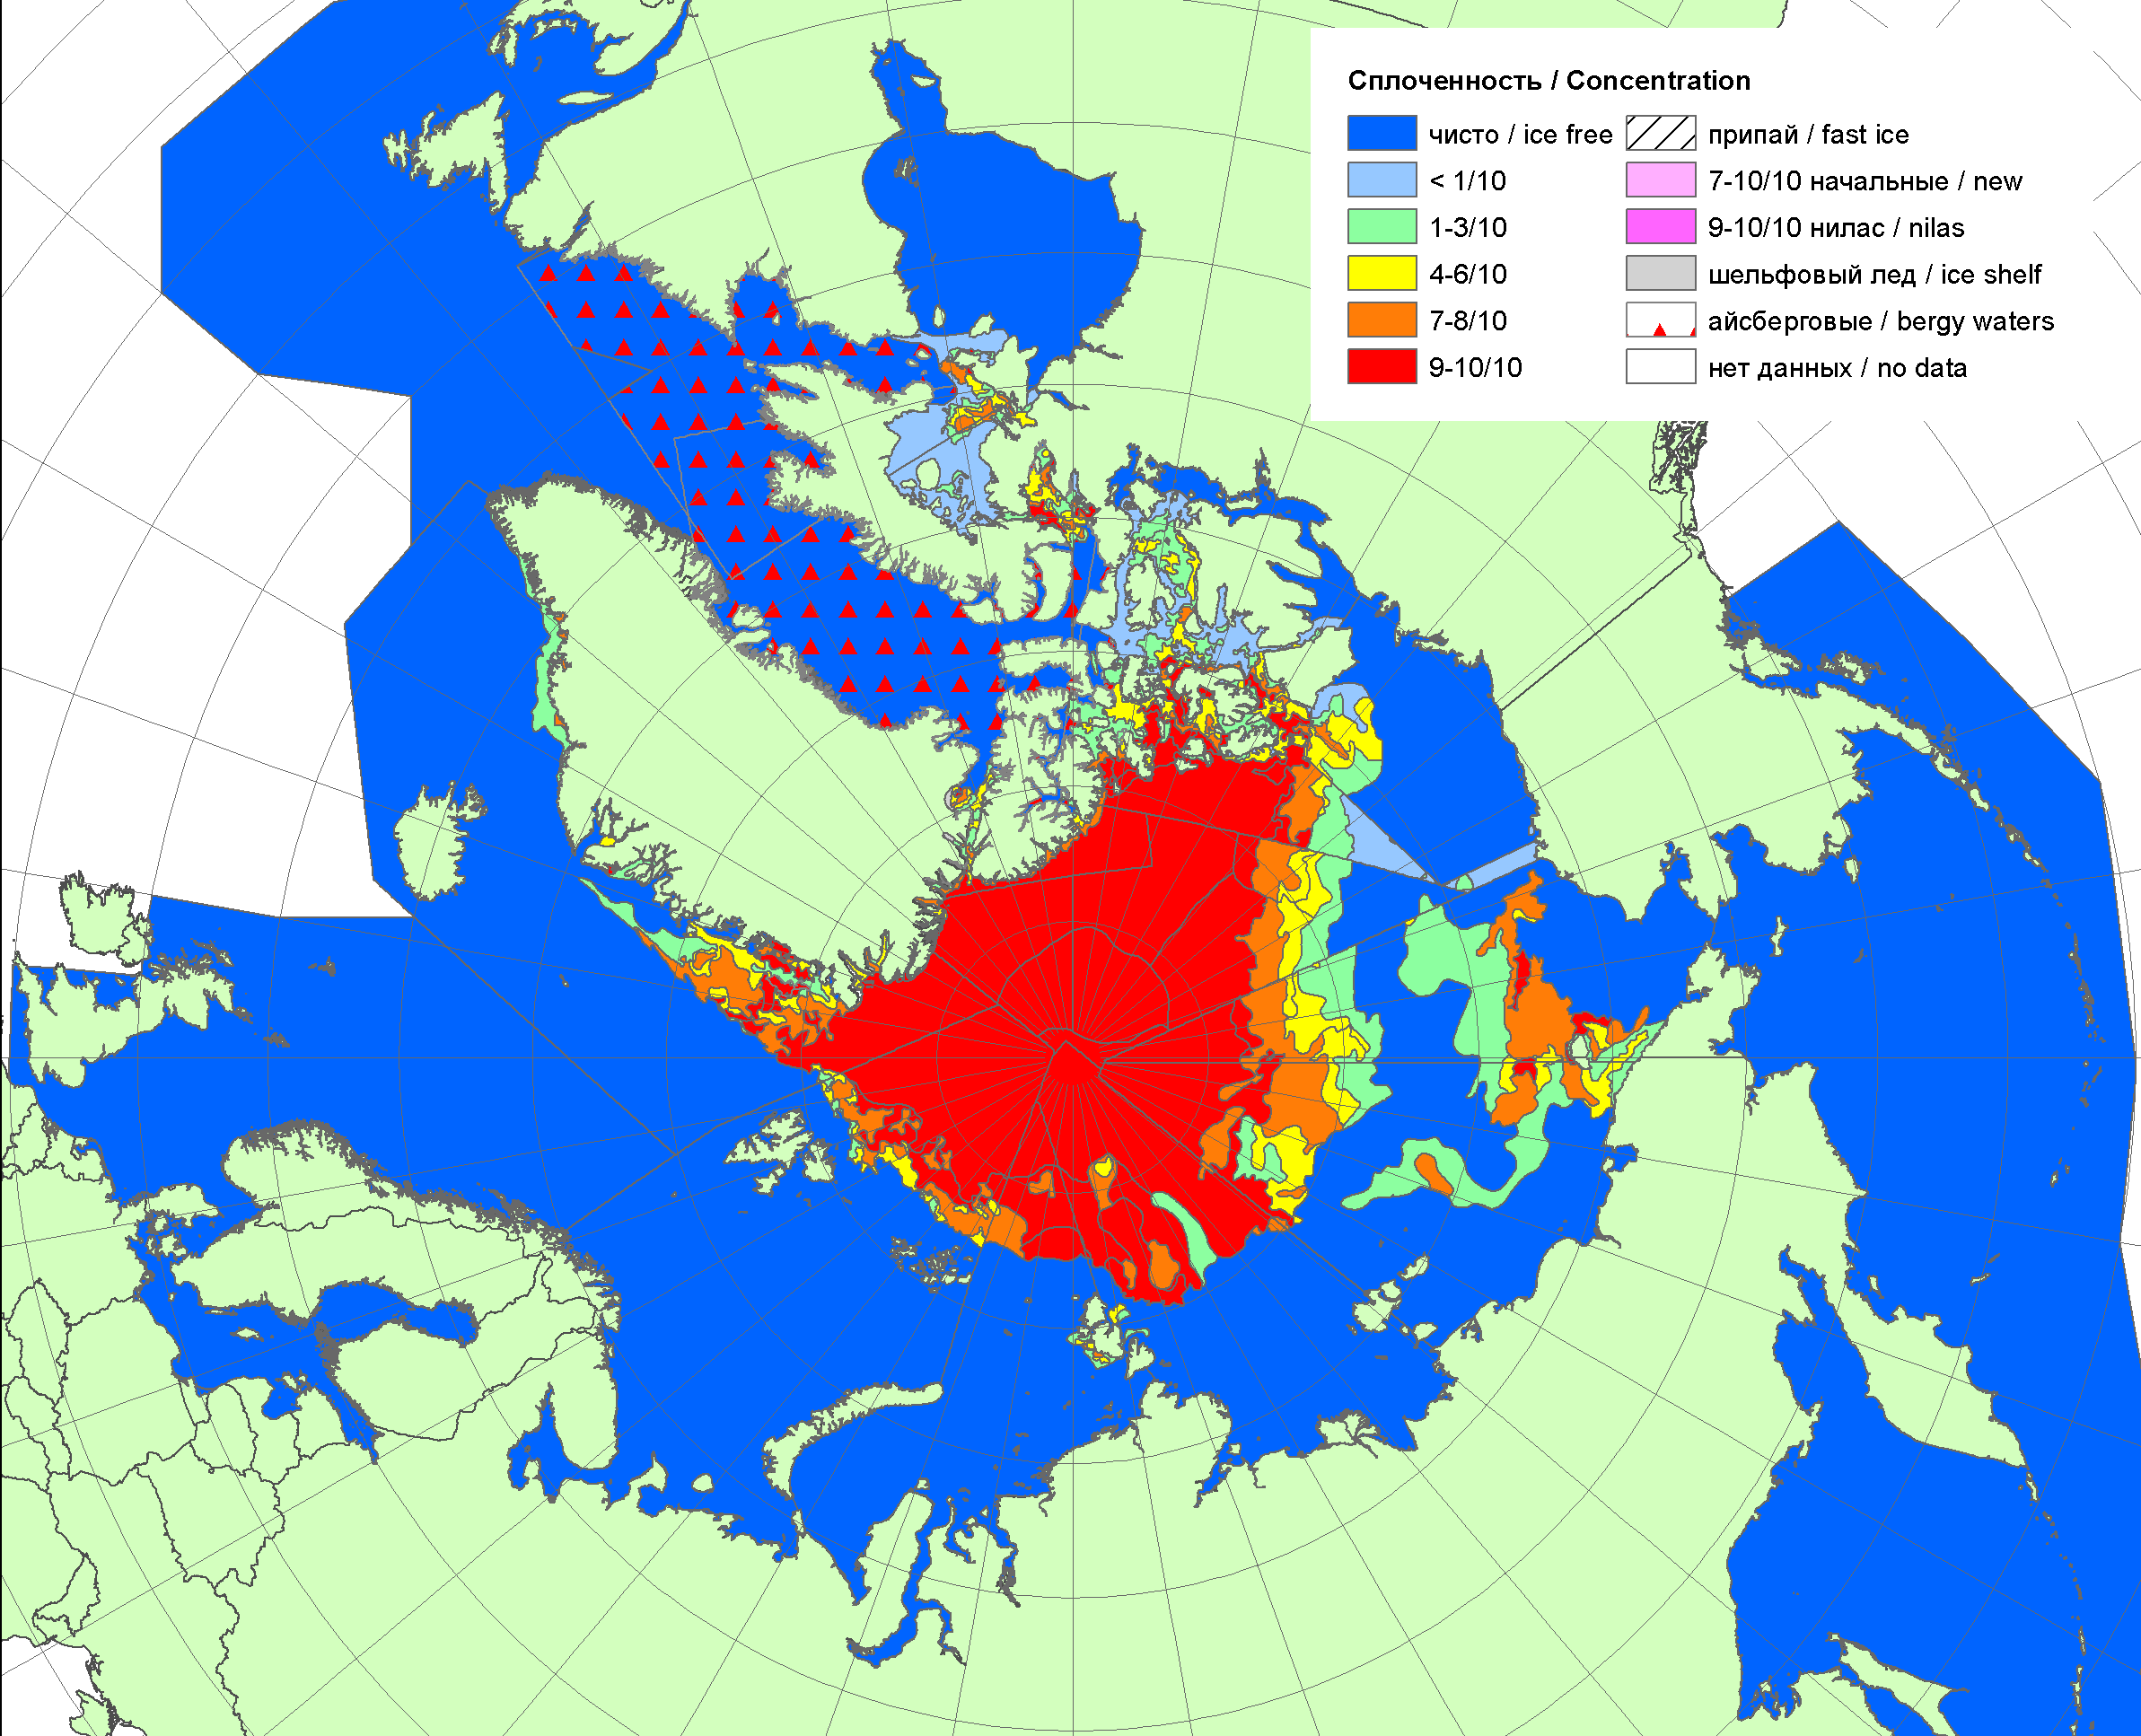 Сплоченность / Concentration
чисто / ice free
< 1/10
1-3/10
4-6/10
7-8/10
9-10/10
припай / fast ice
7-10/10 начальные / new
9-10/10 нилас / nilas
шельфовый лед / ice shelf
айсберговые / bergy waters
нет данных / no data